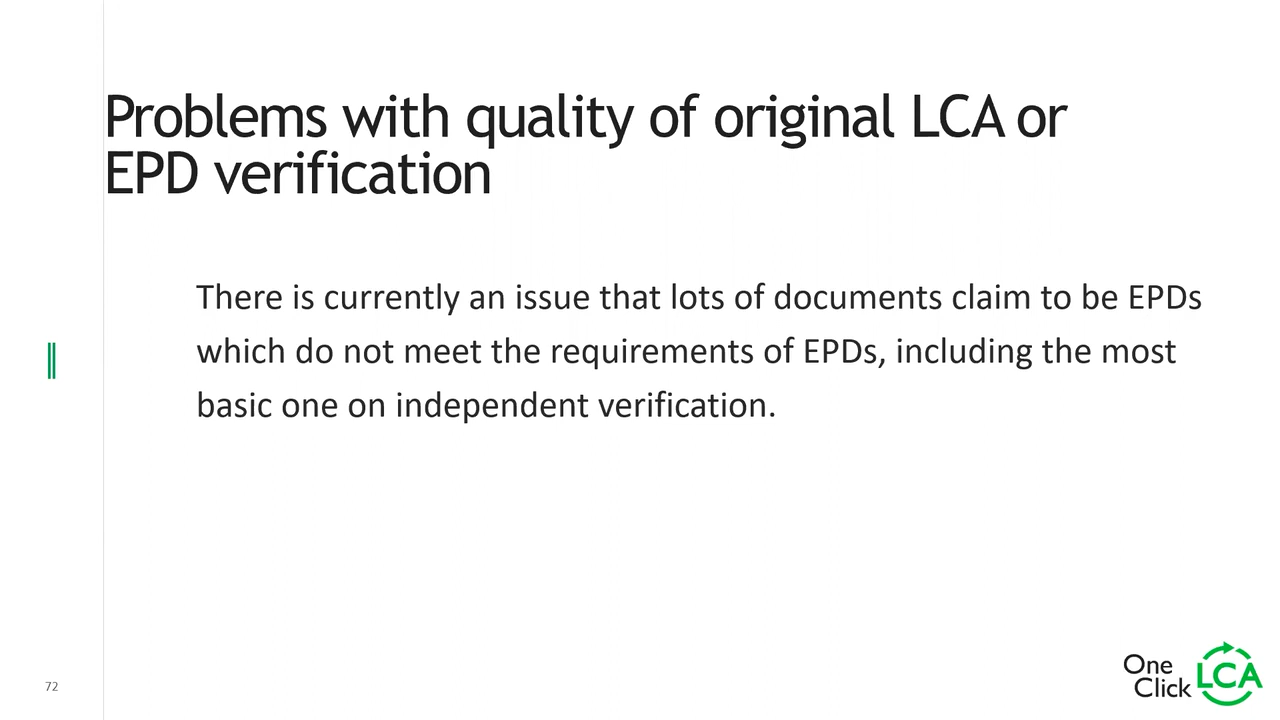 Problems with quality of original LCA or
EPD verification
There is currently an issue that lots of documents claim to be EPDs
which do not meet the requirements of EPDs, including the most
basic one on independent verification.
72
One
Click LCA